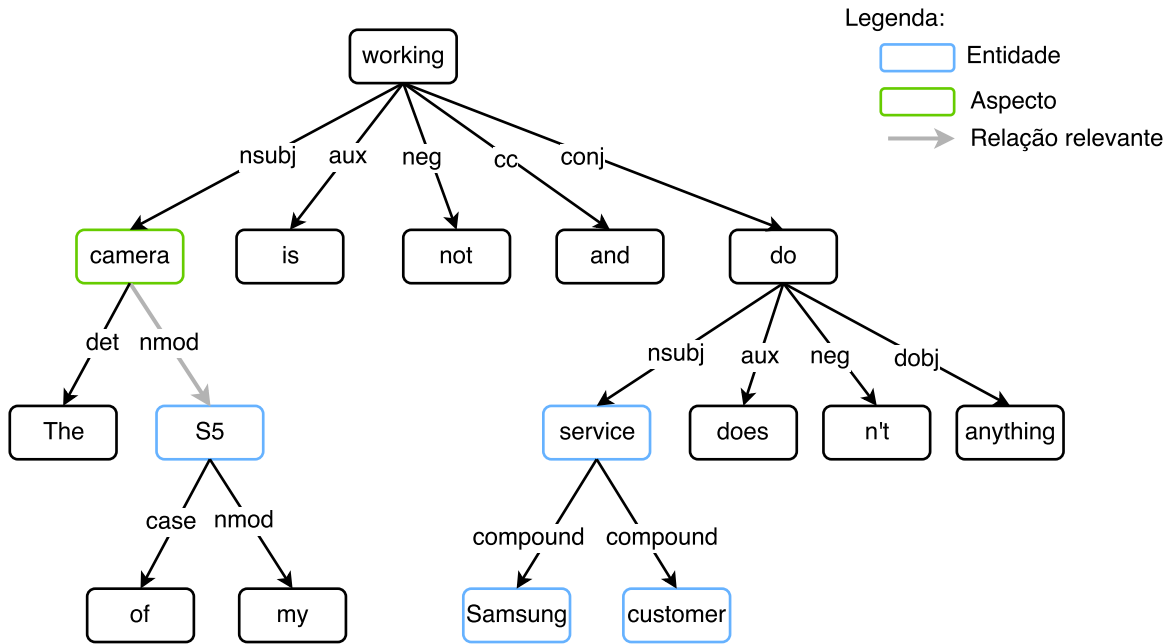 Legenda:
working
Entidade
Aspecto
Relação relevante
nsubj aux neg cc conj
camera is not and do
det nmod nsubj aux neg dobj
The S5 service does n't anything
case nmod compound compound
of my Samsung customer